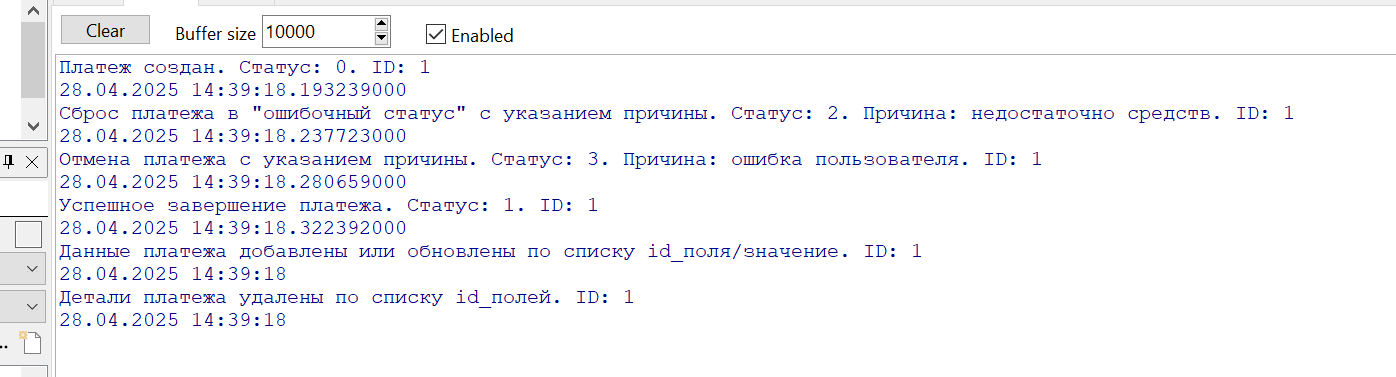 Clear
Buffer size 10000
Enabled
Платеж создан. Статус: 0. ID: 1
28.04.2025 14:39:18.193239000
Сброс платежа в "ошибочный статус" с указанием причины. Статус: 2. Причина: недостаточно средств. ID: 1
28.04.2025 14:39:18.237723000
Отмена платежа с указанием причины. Статус: 3. Причина: ошибка пользователя. ID: 1
28.04.2025 14:39:18.280659000
Успешное завершение платежа. Статус: 1. ID: 1
28.04.2025 14:39:18.322392000
Данные платежа добавлены или обновлены по списку id_поля/значение. ID: 1
28.04.2025 14:39:18
Детали платежа удалены по списку id_полей. ID: 1
28.04.2025 14:39:18